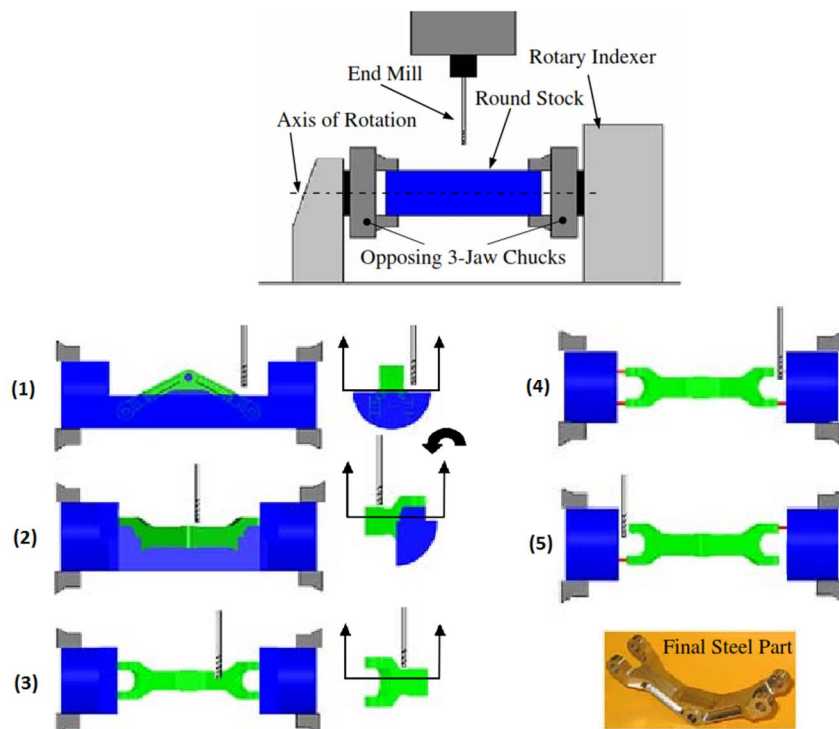 End Mill
Rotary Indexer
Round Stock
Axis of Rotation
Opposing 3-Jaw Chucks
(1)
(4)
(2)
(5)
(3)
Final Steel Part